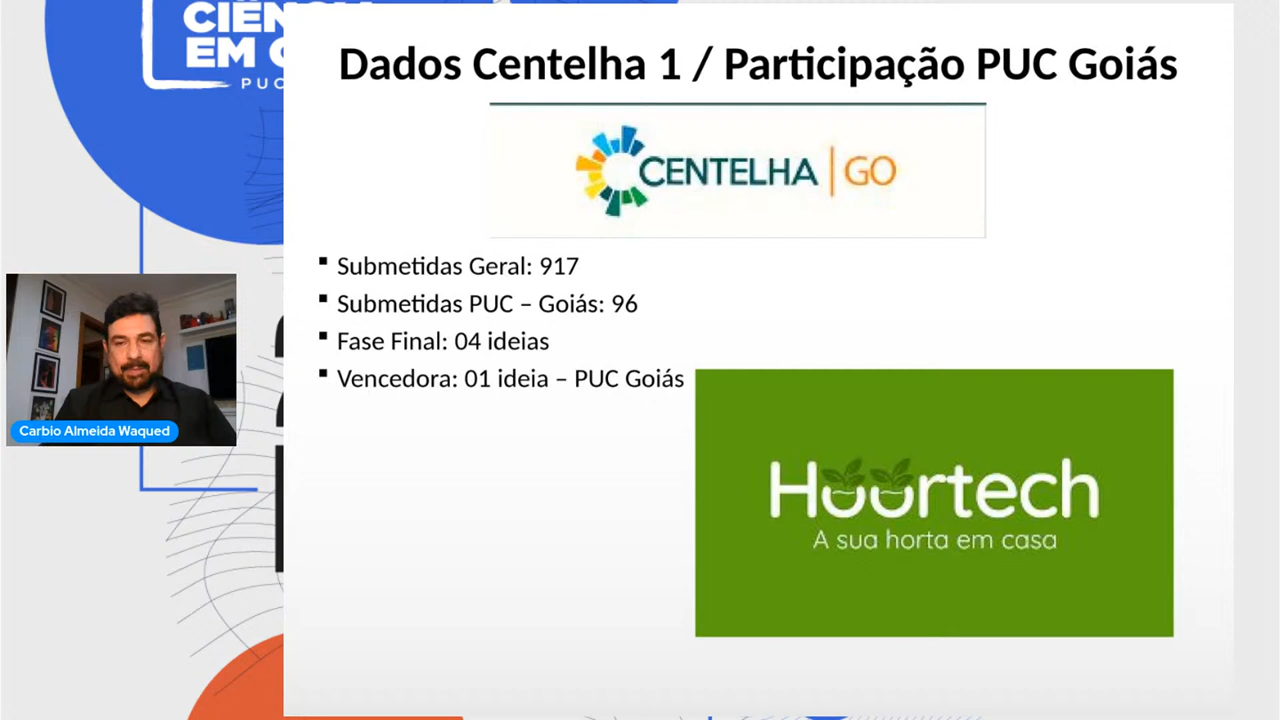 CIÊN
EM C
PUC
Dados Centelha 1 / Participação PUC Goiás
CENTELHA | GO
▪ Submetidas Geral: 917
▪ Submetidas PUC – Goiás: 96
▪ Fase Final: 04 ideias
▪ Vencedora: 01 ideia – PUC Goiás
Carbio Almeida Waqued
Hoortech
A sua horta em casa